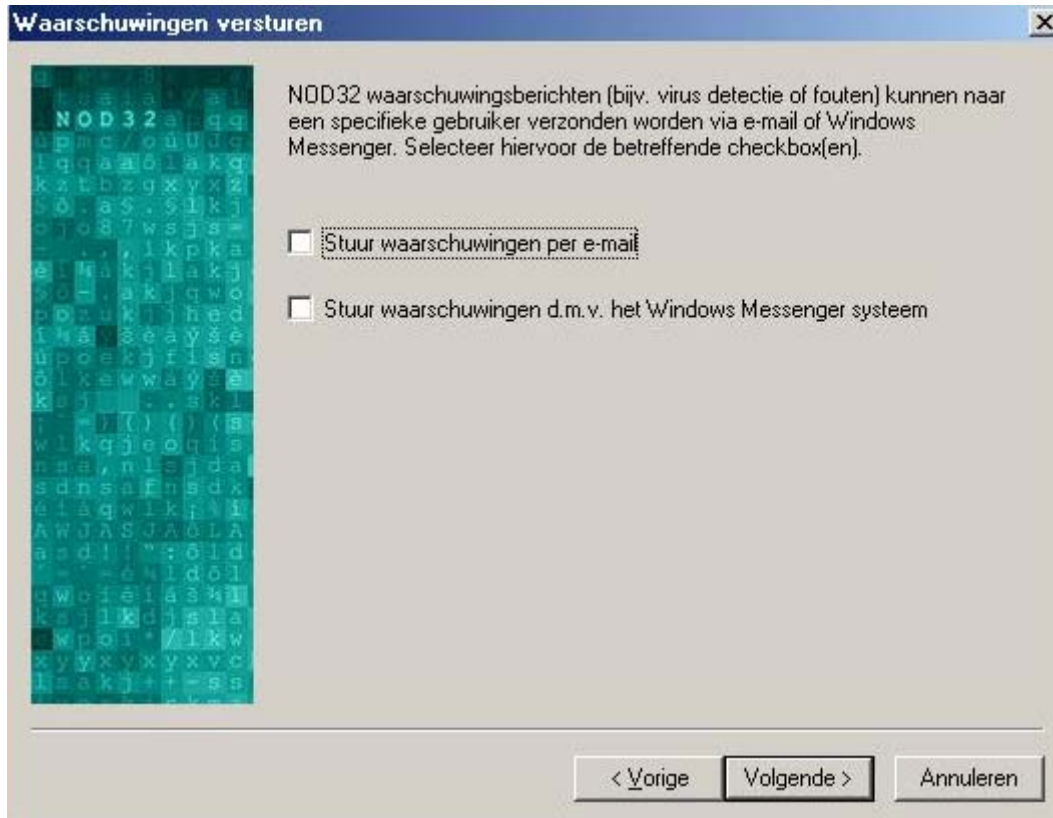 Waarschuwingen versturen
NOD32
NOD32 waarschuwingsberichten (bijv. virus detectie of fouten) kunnen naar
een specifieke gebruiker verzonden worden via e-mail of Windows
Messenger. Selecteer hiervoor de betreffende checkbox(en).
Stuur waarschuwingen per e-mail
Stuur waarschuwingen d.m.v. het Windows Messenger systeem
< Vorige
Volgende >
Annuleren